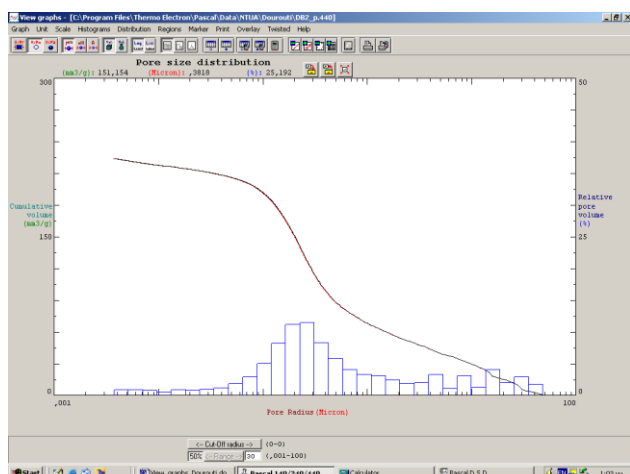 View graphs - [C:\Program Files\Thermo Electron\Pascal\Data\NTUA\Dourouti\DB2_p.440]
Graph Unit Scale Histograms Distribution Regions Marker Print Overlay Twisted Help
Pore size distribution
(mm3/g): 151,154 (Micron): ,3818 (%): 25,192
300
50
Cumulative
volume
(mm3/g)
150
Relative
pore
volume
(%)
25
0
0
,001
100
Pore Radius(Micron)
<- Cut-Off radius -> (0-0)
50% <-Range-> 30 (,001-100)
Start
View_graphs_Dourouti.do
Pascal 140/240/440
Calculator
Pascal D.S.D.